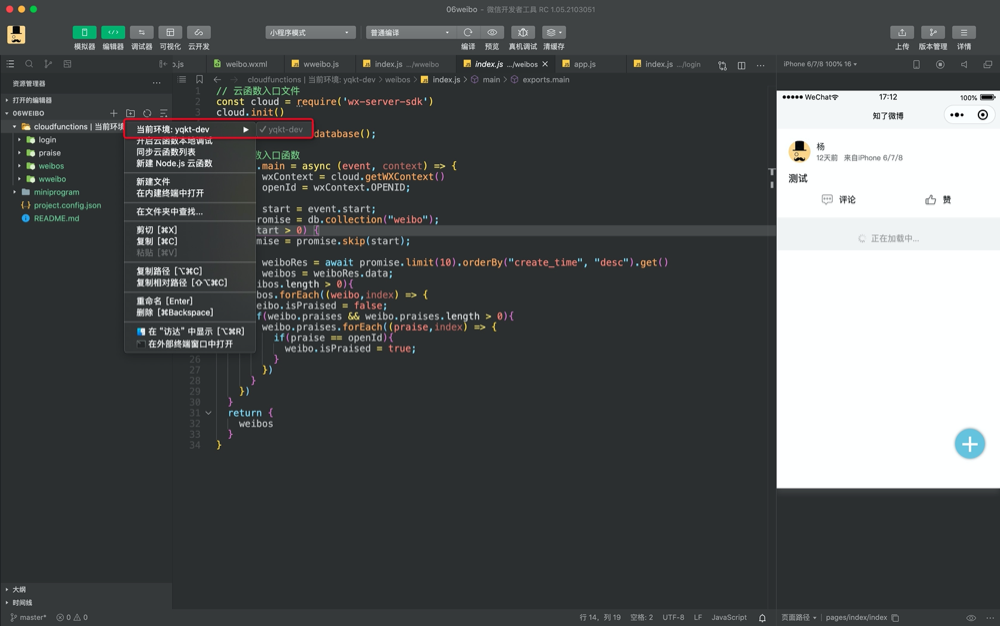 06weibo - 微信开发者工具 RC 1.05.2103051
模拟器 编辑器 调试器 可视化 云开发
小程序模式 普通编译
编译 预览 真机调试 清缓存
上传 版本管理 详情
p.js weibo.wxml wweibo.js index.js .../wweibo index.js .../weibos app.js index.js .../login
资源管理器
打开的编辑器
06WEIBO
cloudfunctions | 当前环境
login
praise
weibos
wweibo
miniprogram
project.config.json
README.md
大纲
时间线
cloudfunctions | 当前环境: yqkt-dev › weibos › index.js › main › exports.main
当前环境: yqkt-dev
yqkt-dev
开启云函数本地调试
同步云函数列表
新建 Node.js 云函数
新建文件
在内建终端中打开
在文件夹中查找...
剪切 [⌘X]
复制 [⌘C]
粘贴 [⌘V]
复制路径 [⌥⌘C]
复制相对路径 [⇧⌥⌘C]
重命名 [Enter]
删除 [⌘Backspace]
在 “访达” 中显示 [⌥⌘R]
在外部终端窗口中打开
1 // 云函数入口文件
2 const cloud = require('wx-server-sdk')
3 cloud.init()
database();
数入口函数
.main = async (event, context) => {
wxContext = cloud.getWXContext()
openId = wxContext.OPENID;
start = event.start;
romise = db.collection("weibo");
start > 0) {
mise = promise.skip(start);
weiboRes = await promise.limit(10).orderBy("create_time", "desc").get()
weibos = weiboRes.data;
ibos.length > 0){
bos.forEach((weibo,index) => {
eibo.isPraised = false;
f(weibo.praises && weibo.praises.length > 0){
weibo.praises.forEach((praise,index) => {
if(praise == openId){
weibo.isPraised = true;
26 }
27 })
28 }
29 })
30 }
31 return {
32 weibos
33 }
34 }
iPhone 6/7/8 100% 16
WeChat 17:12 100%
知了微博
杨
12天前 来自iPhone 6/7/8
测试
评论 赞
正在加载中...
master* 0 0
行 14，列 19 空格: 2 UTF-8 LF JavaScript
页面路径 pages/index/index